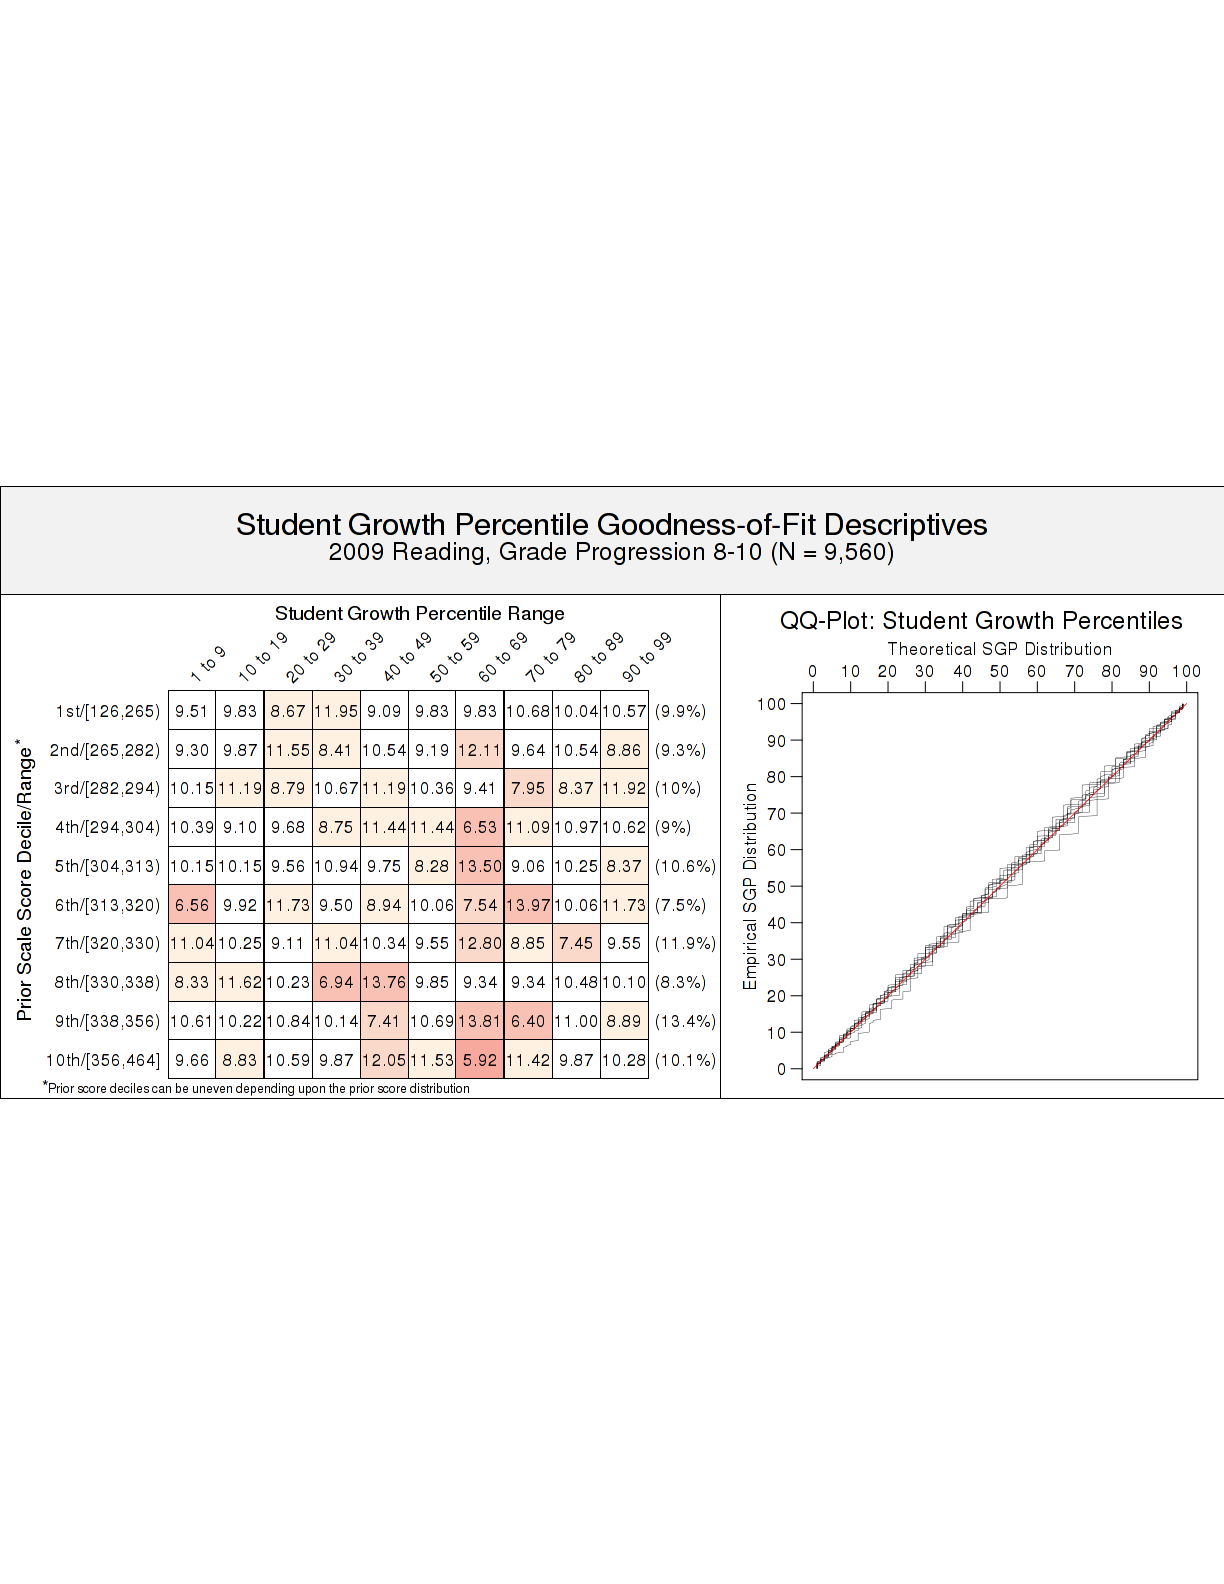 Student Growth Percentile Goodness-of-Fit Descriptives
2009 Reading, Grade Progression 8-10 (N = 9,560)
Student Growth Percentile Range
1 to 9 10 to 19 20 to 29 30 to 39 40 to 49 50 to 59 60 to 69 70 to 79 80 to 89 90 to 99
Prior Scale Score Decile/Range*
1st/[126,265) 9.51 9.83 8.67 11.95 9.09 9.83 9.83 10.68 10.04 10.57 (9.9%)
2nd/[265,282) 9.30 9.87 11.55 8.41 10.54 9.19 12.11 9.64 10.54 8.86 (9.3%)
3rd/[282,294) 10.15 11.19 8.79 10.67 11.19 10.36 9.41 7.95 8.37 11.92 (10%)
4th/[294,304) 10.39 9.10 9.68 8.75 11.44 11.44 6.53 11.09 10.97 10.62 (9%)
5th/[304,313) 10.15 10.15 9.56 10.94 9.75 8.28 13.50 9.06 10.25 8.37 (10.6%)
6th/[313,320) 6.56 9.92 11.73 9.50 8.94 10.06 7.54 13.97 10.06 11.73 (7.5%)
7th/[320,330) 11.04 10.25 9.11 11.04 10.34 9.55 12.80 8.85 7.45 9.55 (11.9%)
8th/[330,338) 8.33 11.62 10.23 6.94 13.76 9.85 9.34 9.34 10.48 10.10 (8.3%)
9th/[338,356) 10.61 10.22 10.84 10.14 7.41 10.69 13.81 6.40 11.00 8.89 (13.4%)
10th/[356,464] 9.66 8.83 10.59 9.87 12.05 11.53 5.92 11.42 9.87 10.28 (10.1%)
*Prior score deciles can be uneven depending upon the prior score distribution
QQ-Plot: Student Growth Percentiles
Theoretical SGP Distribution
0 10 20 30 40 50 60 70 80 90 100
Empirical SGP Distribution
100
90
80
70
60
50
40
30
20
10
0